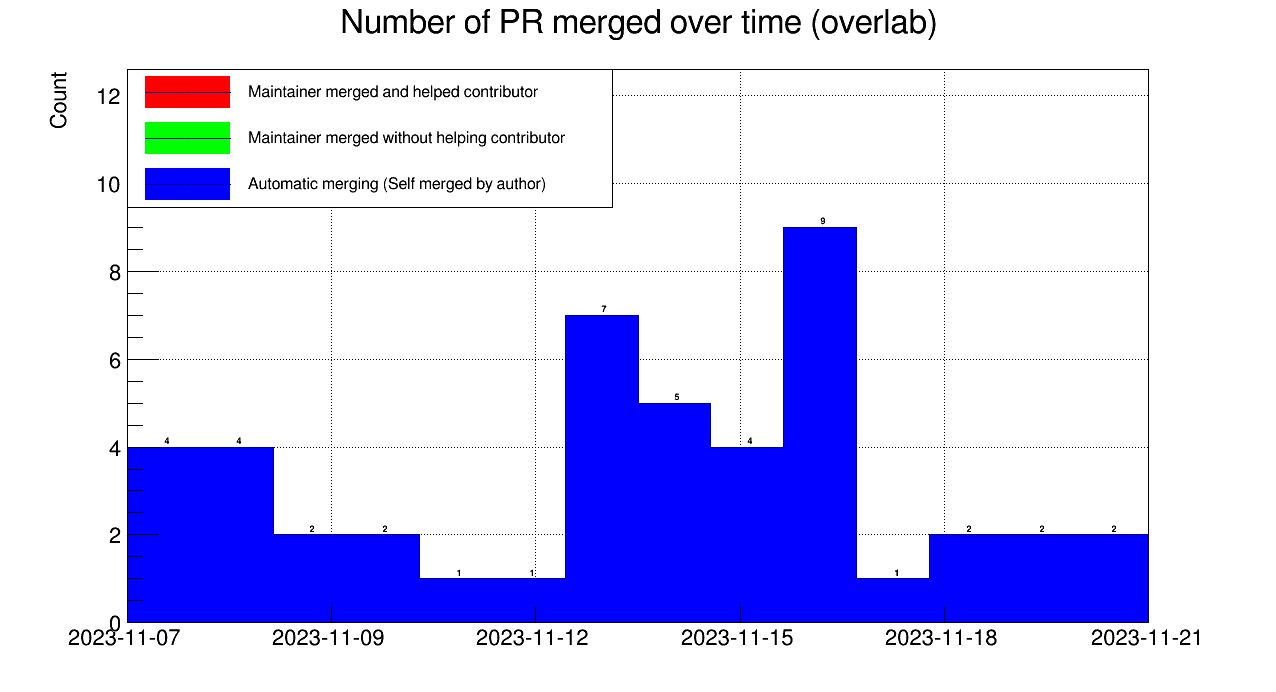 Number of PR merged over time (overlab)
Count
Maintainer merged and helped contributor
Maintainer merged without helping contributor
Automatic merging (Self merged by author)
12
10
8
6
4
2
0
4 4 2 2 1 1 7 5 4 9 1 2 2 2
2023-11-07 2023-11-09 2023-11-12 2023-11-15 2023-11-18 2023-11-21